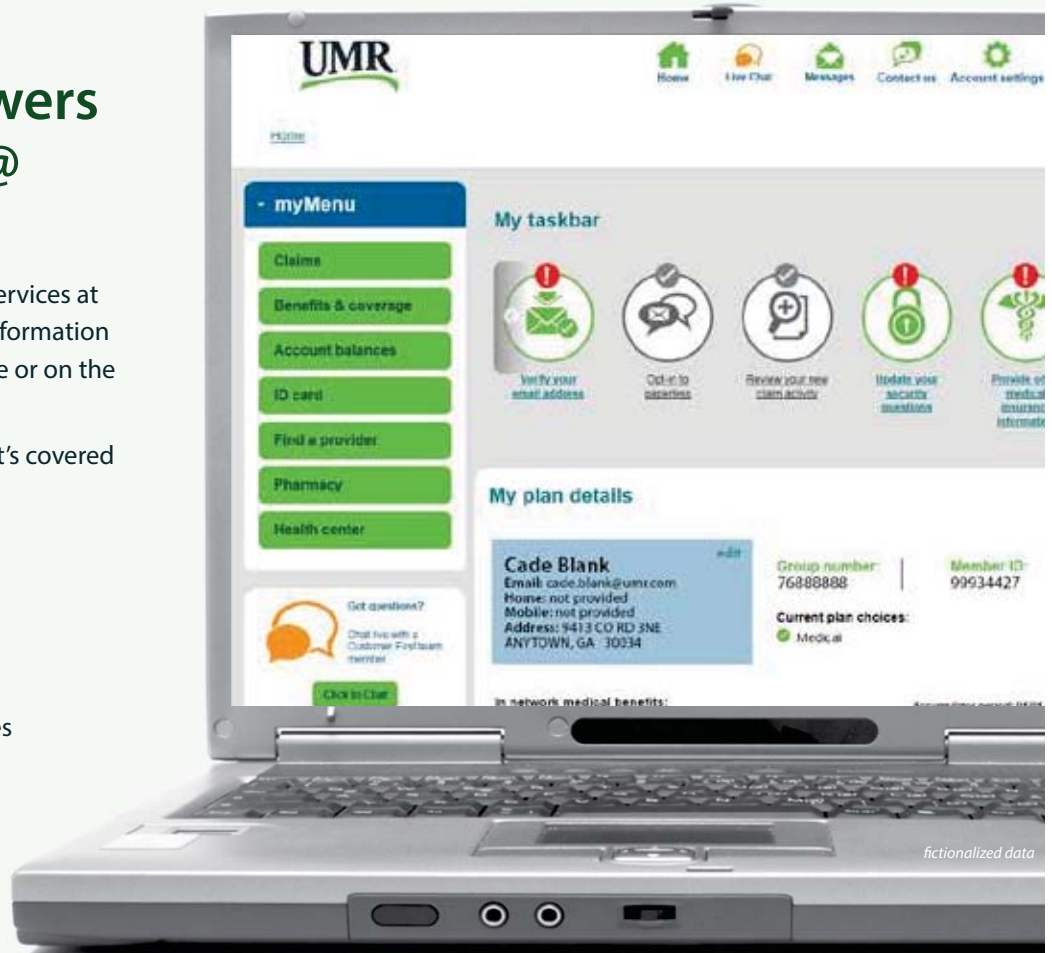 wers
@
ervices at
formation
e or on the
t's covered
es
UMR
Home
Live Chat
Messages
Contact us
Account settings
Home
- myMenu
Claims
Benefits & coverage
Account balances
ID card
Find a provider
Pharmacy
Health center
Got questions?
Chat live with a
Customer First team
member
Click to Chat
My taskbar
Verify your
email address
Opt-in to
paperless
Review your new
claim activity
Update your
security
questions
Provide
medical
My plan details
Cade Blank
edit
Email: cade.blank@umr.com
Home: not provided
Mobile: not provided
Address: 9413 CO RD 3NE
ANYTOWN, GA 30034
Group number:
76888888
Member ID:
99934427
Current plan choices:
Medical
In network medical benefits:
fictionalized data